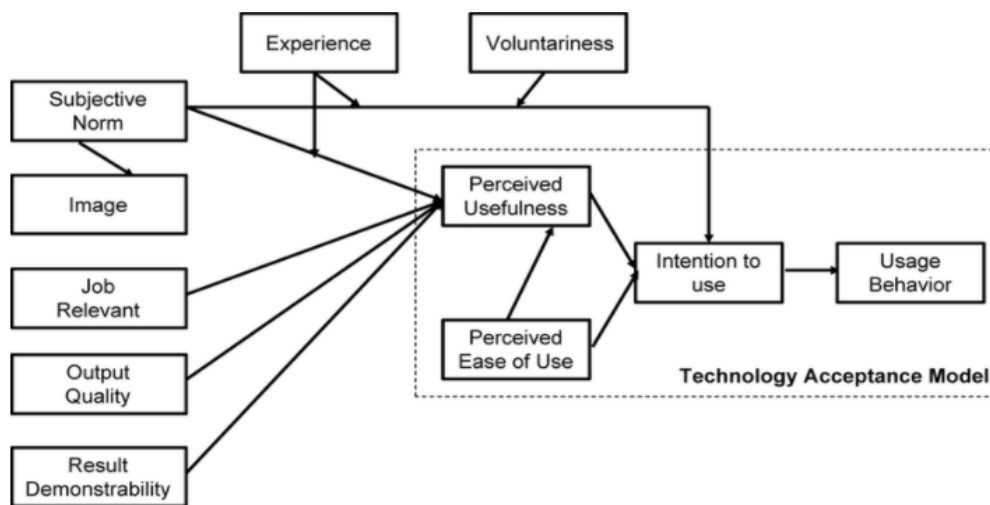 Experience
Voluntariness
Subjective
Norm
Image
Perceived
Usefulness
Job
Relevant
Intention to
use
Usage
Behavior
Perceived
Ease of Use
Output
Quality
Technology Acceptance Model
Result
Demonstrability